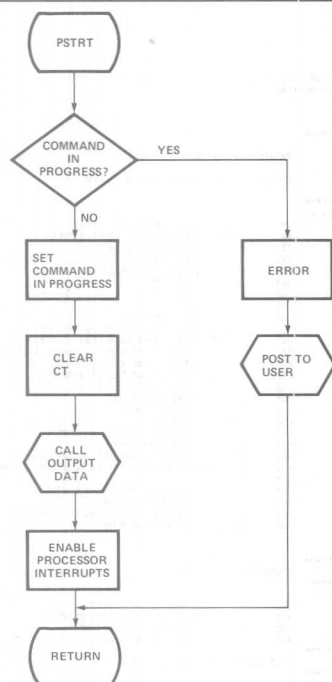 PSTRT
COMMAND
IN
PROGRESS?
YES
NO
SET
COMMAND
IN PROGRESS
ERROR
CLEAR
CT
POST TO
USER
CALL
OUTPUT
DATA
ENABLE
PROCESSOR
INTERRUPTS
RETURN